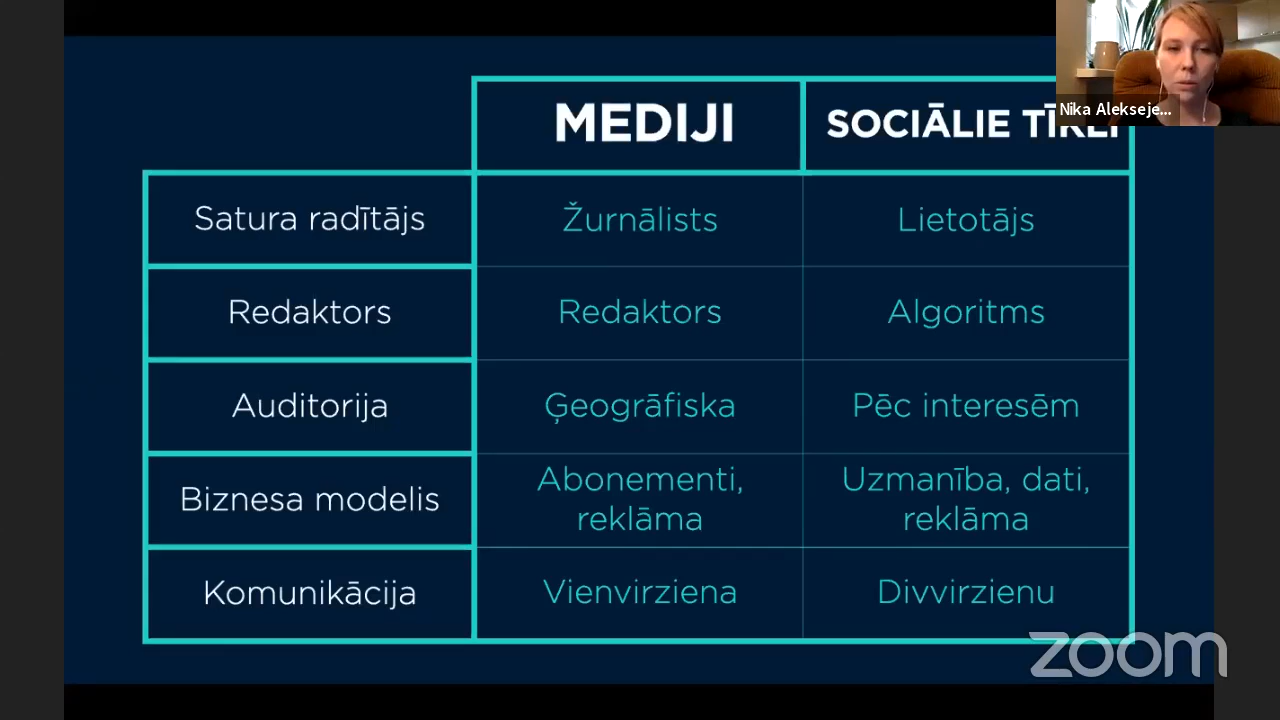 MEDIJI
SOCIĀLIE TĪKLI
Nika Alekseje...
Satura radītājs
Žurnālists
Lietotājs
Redaktors
Redaktors
Algoritms
Auditorija
Ģeogrāfiska
Pēc interesēm
Biznesa modelis
Abonementi,
reklāma
Uzmanība, dati,
reklāma
Komunikācija
Vienvirziena
Divvirzienu
zoom